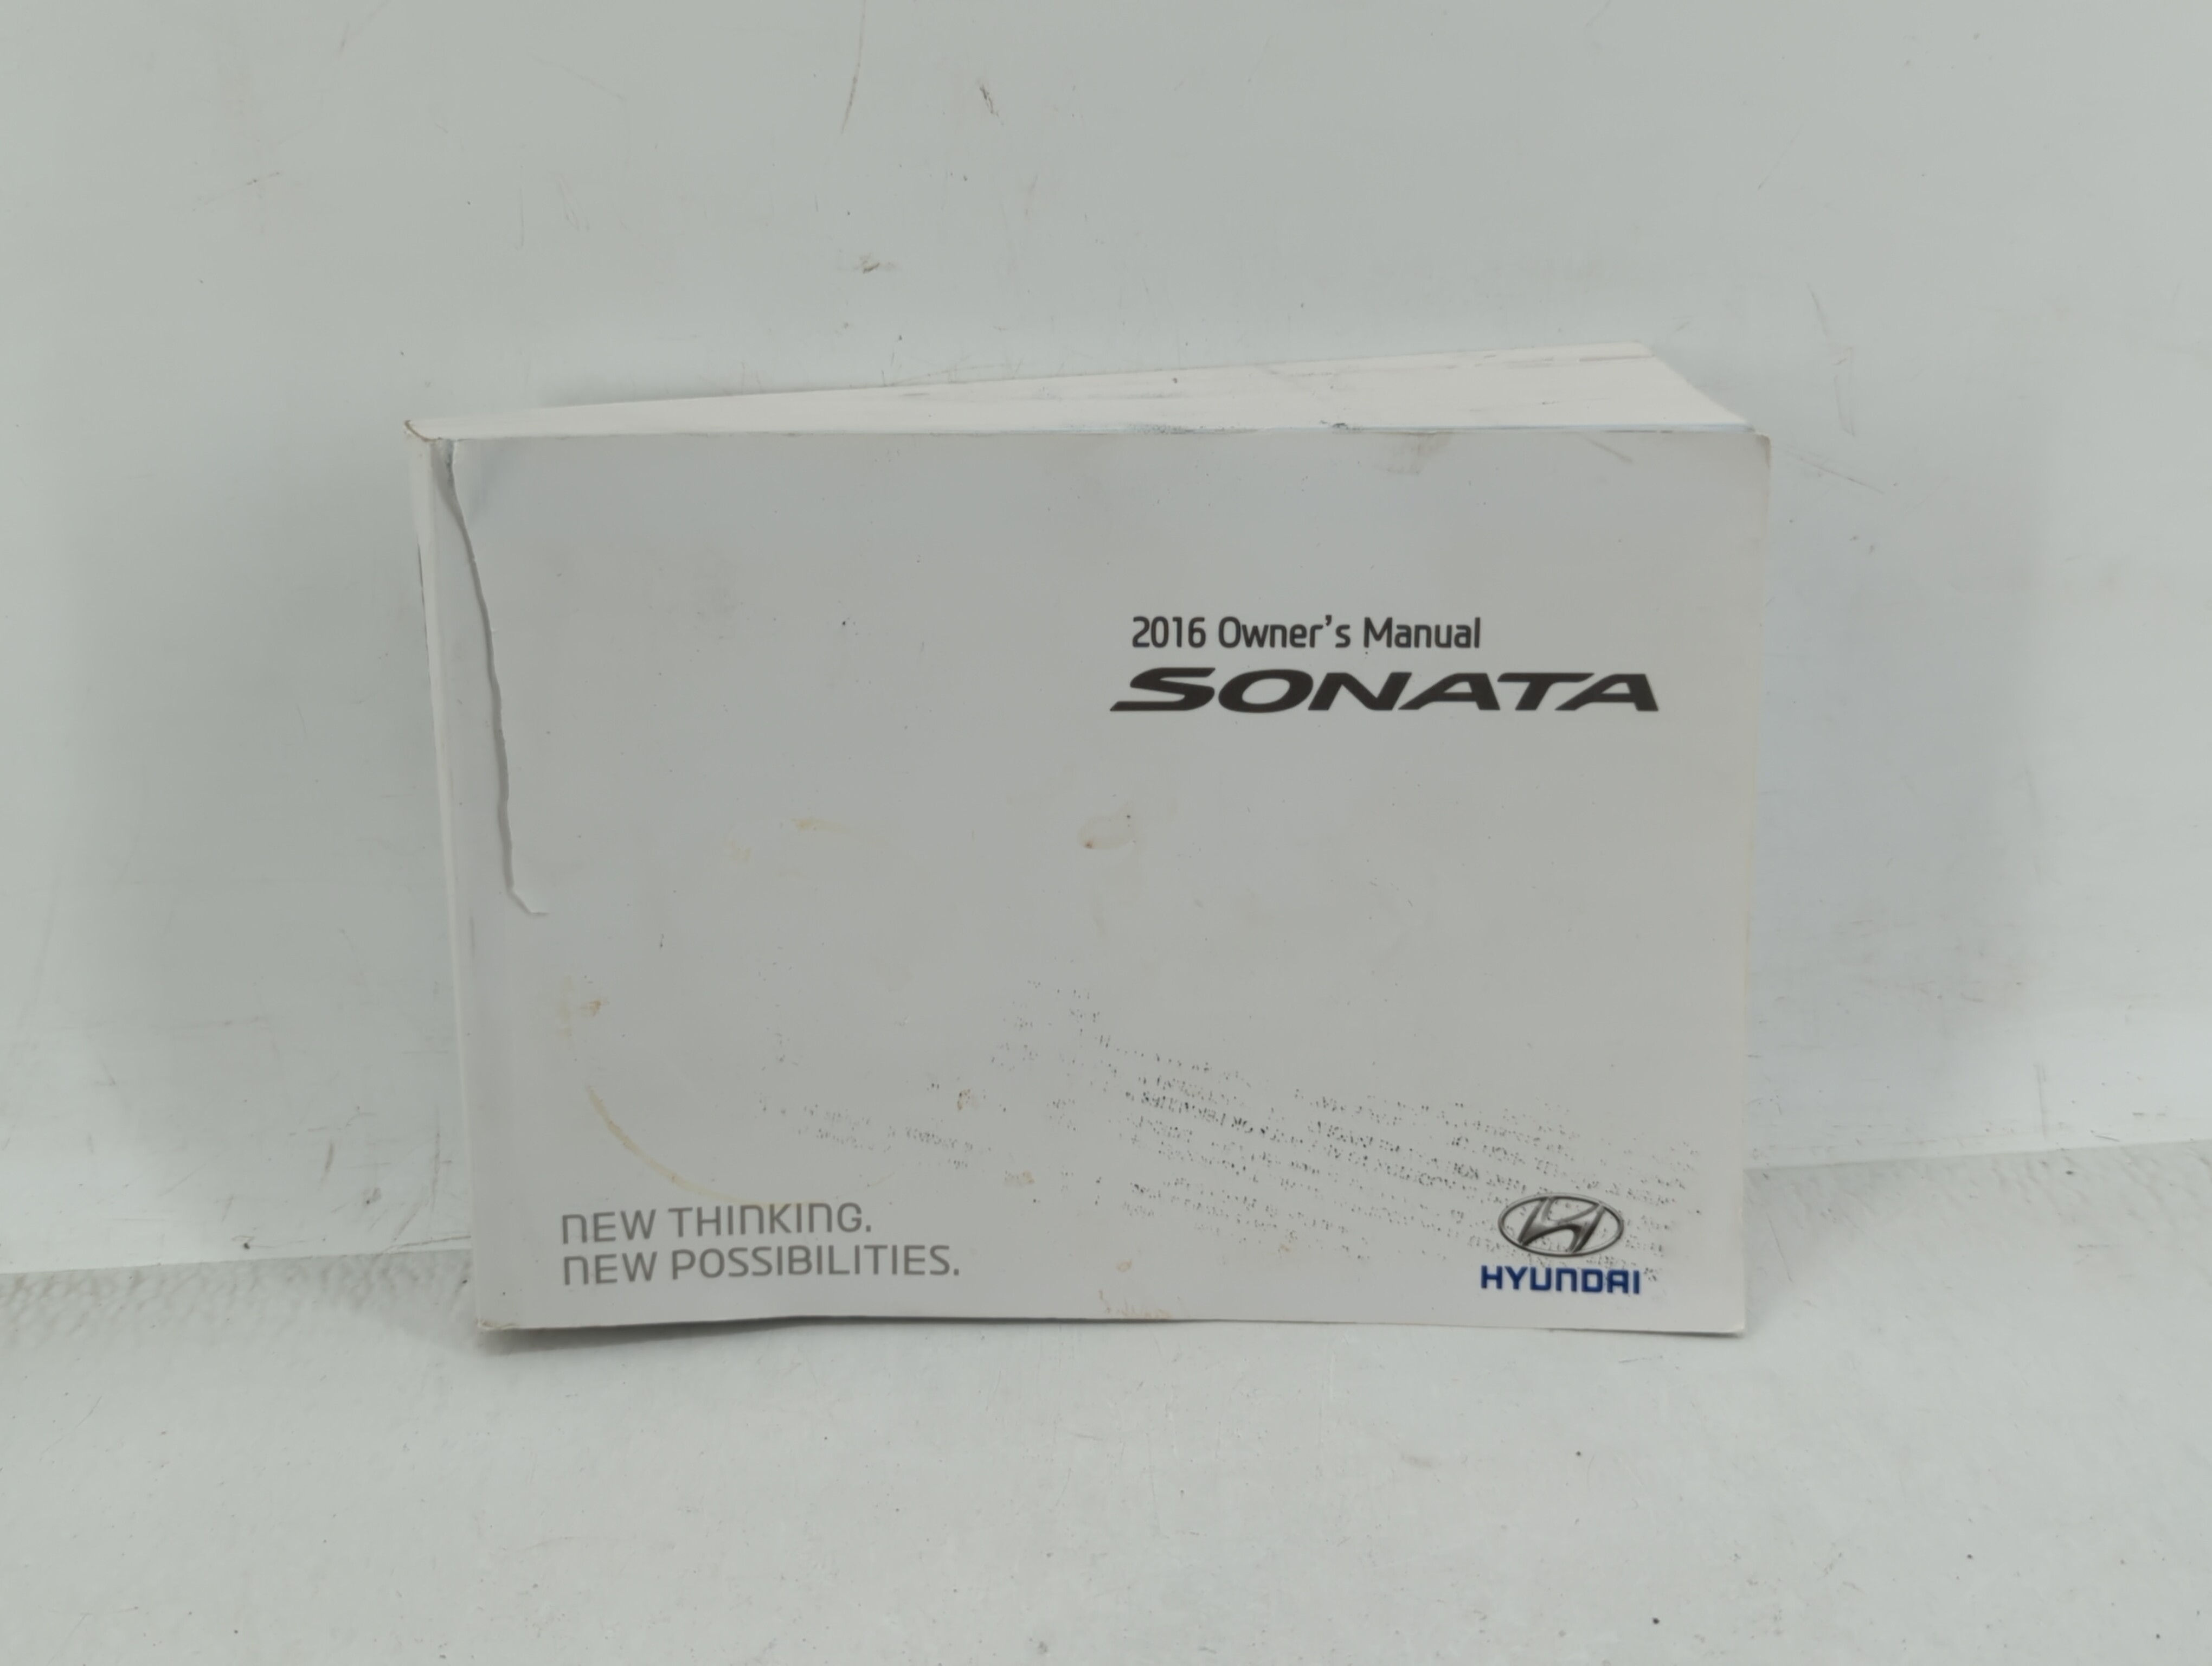 2016 Owner's Manual
SONATA
NEW THINKING.
NEW POSSIBILITIES.
HYUNDAI